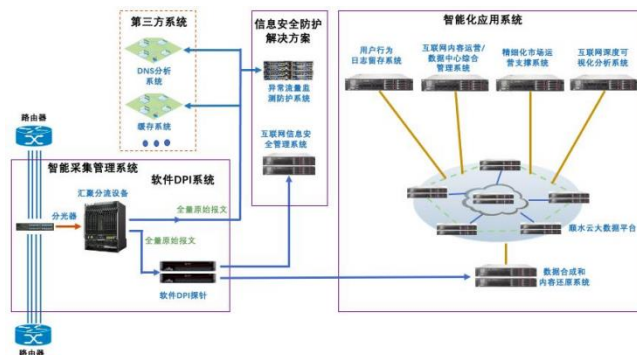 第三方系统
DNS分析
系统
缓存系统
信息安全防护
解决方案
异常流量监
测防护系统
互联网信息安
全管理系统
智能化应用系统
用户行为
日志留存系统
互联网内容运营/
数据中心综合
管理系统
精细化市场运
营支撑系统
互联网深度可
视化分析系统
顺水云大数据平台
数据合成和
内容还原系统
路由器
智能采集管理系统
软件DPI系统
汇聚分流设备
分光器
全量原始报文
全量原始报文
软件DPI探针
路由器